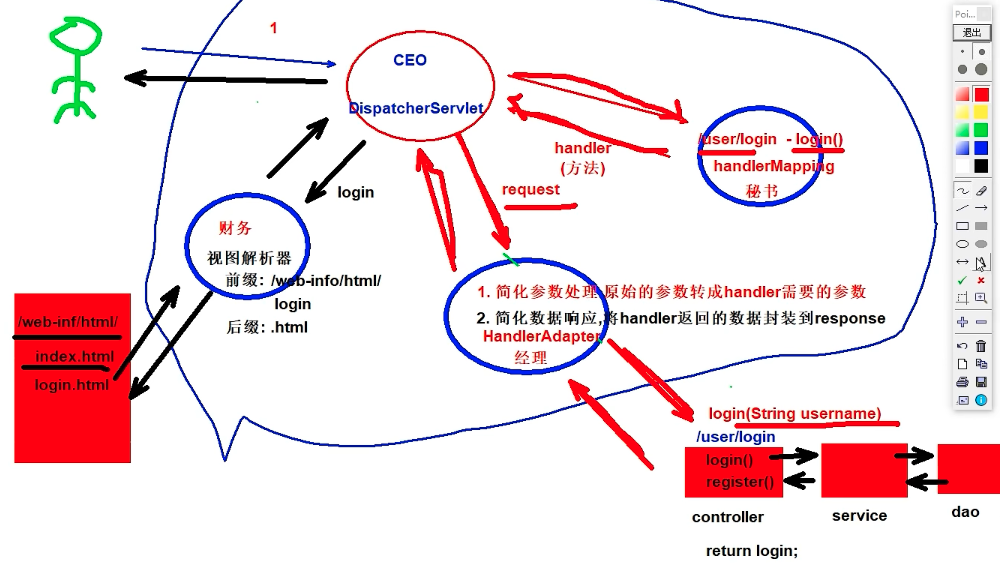 1
CEO
DispatcherServlet
handler
(方法)
/user/login - login()
handlerMapping
秘书
request
login
财务
视图解析器
前缀: /web-info/html/
login
后缀: .html
1. 简化参数处理,原始的参数转成handler需要的参数
2. 简化数据响应,将handler返回的数据封装到response
HandlerAdapter
经理
/web-inf/html/
index.html
login.html
login(String username)
/user/login
login()
register()
controller
service
dao
return login;
Poi...
退出